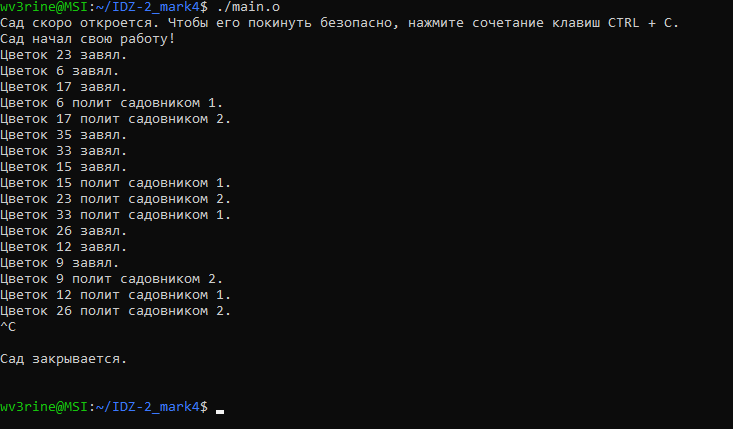 wv3rine@MSI:~/IDZ-2_mark4$ ./main.o
Сад скоро откроется. Чтобы его покинуть безопасно, нажмите сочетание клавиш CTRL + C.
Сад начал свою работу!
Цветок 23 завял.
Цветок 6 завял.
Цветок 17 завял.
Цветок 6 полит садовником 1.
Цветок 17 полит садовником 2.
Цветок 35 завял.
Цветок 33 завял.
Цветок 15 завял.
Цветок 15 полит садовником 1.
Цветок 23 полит садовником 2.
Цветок 33 полит садовником 1.
Цветок 26 завял.
Цветок 12 завял.
Цветок 9 завял.
Цветок 9 полит садовником 2.
Цветок 12 полит садовником 1.
Цветок 26 полит садовником 2.
^C
Сад закрывается.
wv3rine@MSI:~/IDZ-2_mark4$